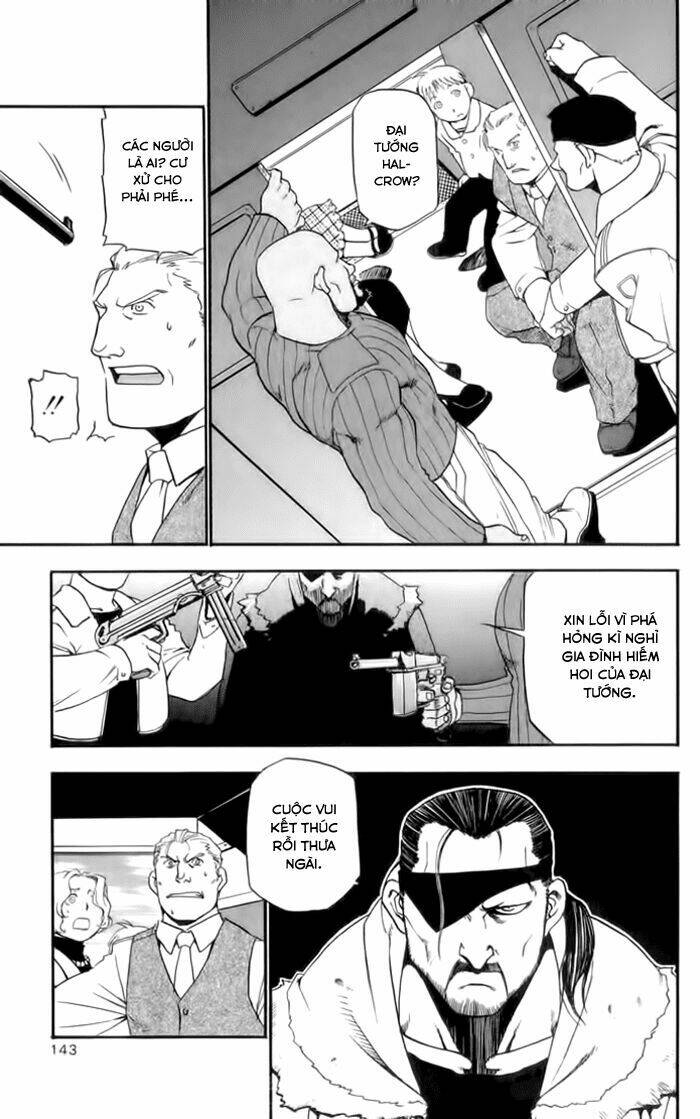 ĐẠI
TƯỚNG
HAL-
CROW?
CÁC NGƯỜI
LÀ AI? CƯ
XỬ CHO
PHẢI PHÉ...
!!
XIN LỖI VÌ PHÁ
HỎNG KÌ NGHỈ
GIA ĐÌNH HIẾM
HOI CỦA ĐẠI
TƯỚNG.
CUỘC VUI
KẾT THÚC
RỒI THƯA
NGÀI.
143